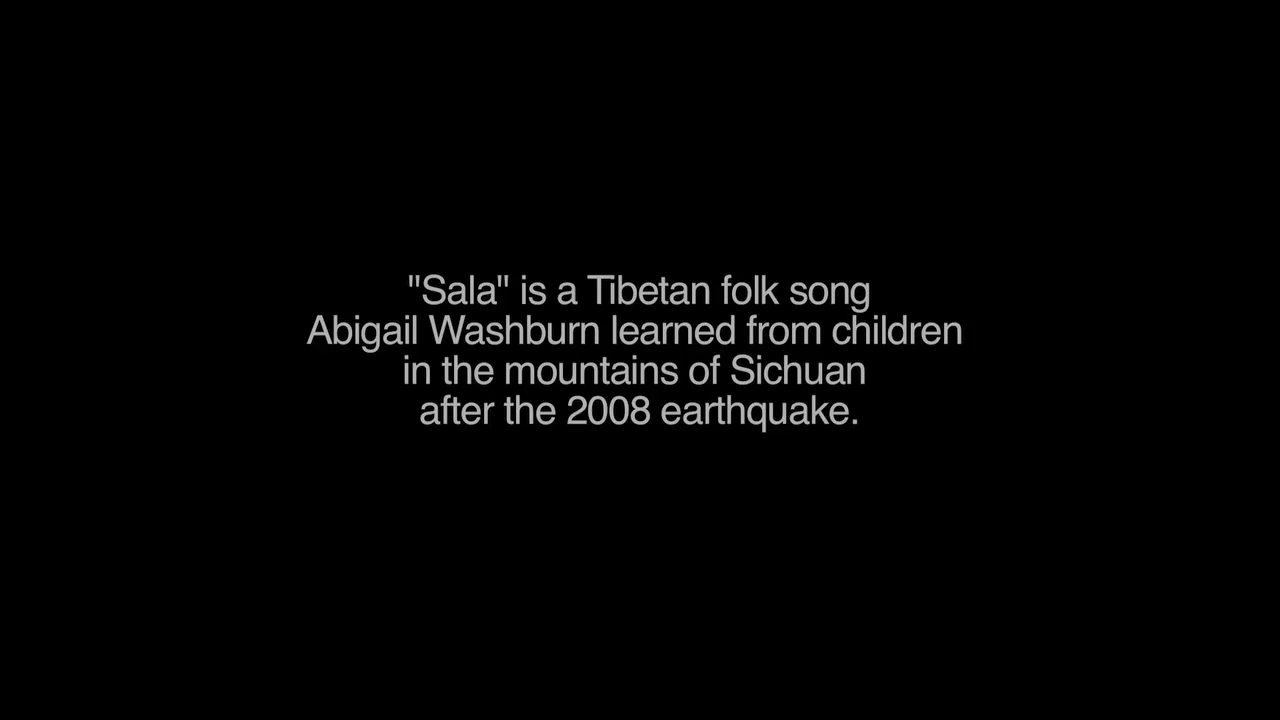 "Sala" is a Tibetan folk song
Abigail Washburn learned from children
in the mountains of Sichuan
after the 2008 earthquake.